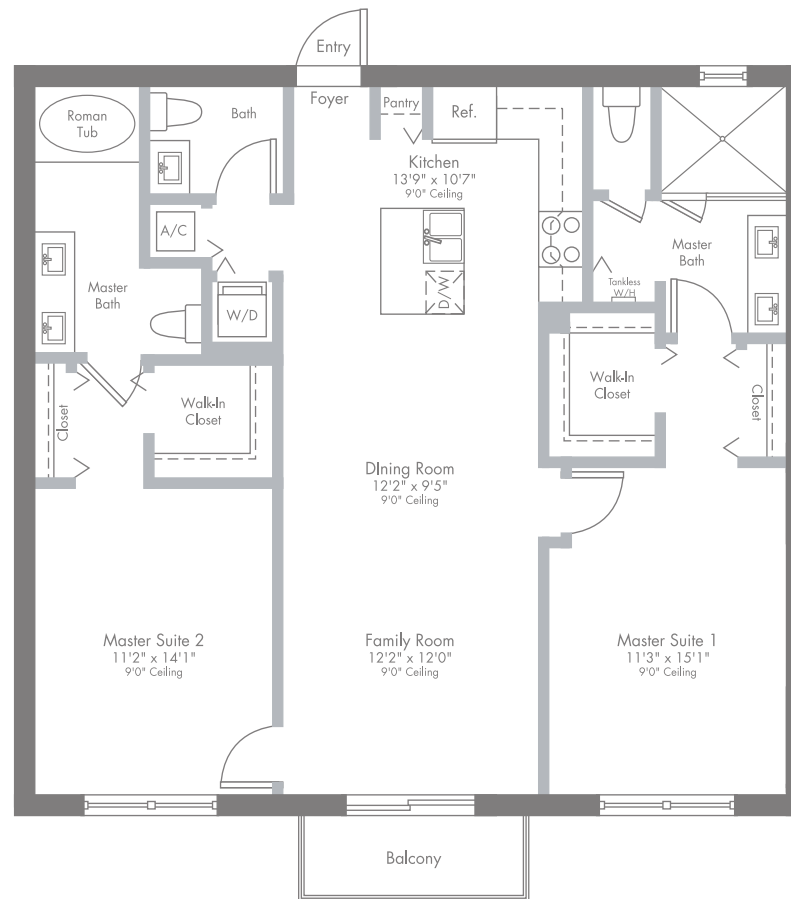 Entry
Foyer
Pantry
Ref.
Bath
Roman
Tub
Kitchen
13'9" x 10'7"
9'0" Ceiling
A/C
W/D
D/W
Master
Bath
Master
Bath
Tankless
W/H
Closet
Walk-In
Closet
Walk-In
Closet
Closet
DIning Room
12'2" x 9'5"
9'0" Ceiling
Master Suite 2
11'2" x 14'1"
9'0" Ceiling
Family Room
12'2" x 12'0"
9'0" Ceiling
Master Suite 1
11'3" x 15'1"
9'0" Ceiling
Balcony